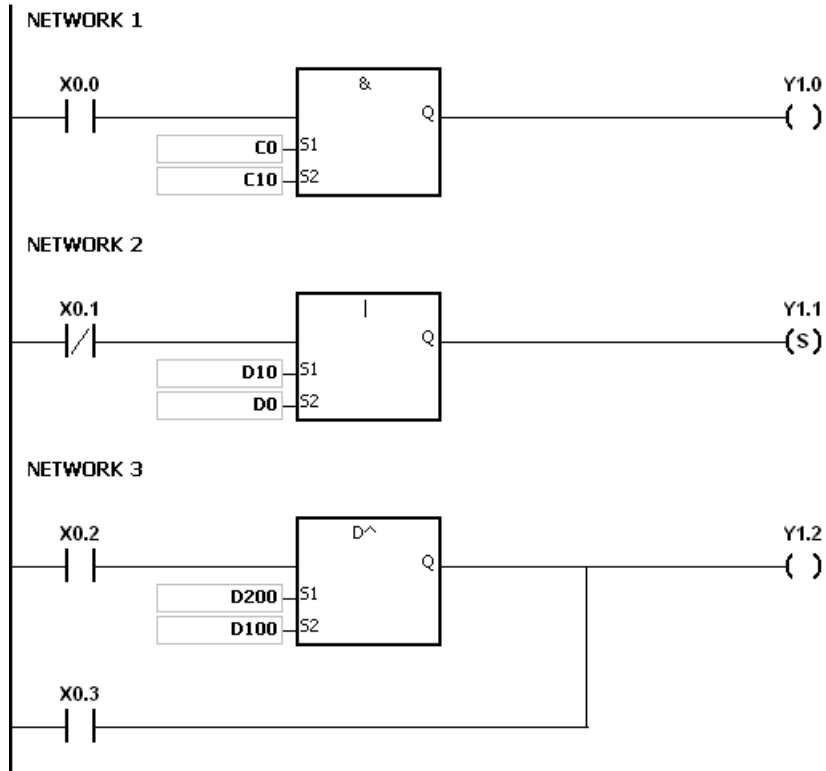 NETWORK 1
X0.0
&
Y1.0
Q
( )
C0 S1
C10 S2
NETWORK 2
X0.1
|
Y1.1
Q
(S)
D10 S1
D0 S2
NETWORK 3
X0.2
D^
Y1.2
Q
( )
D200 S1
D100 S2
X0.3